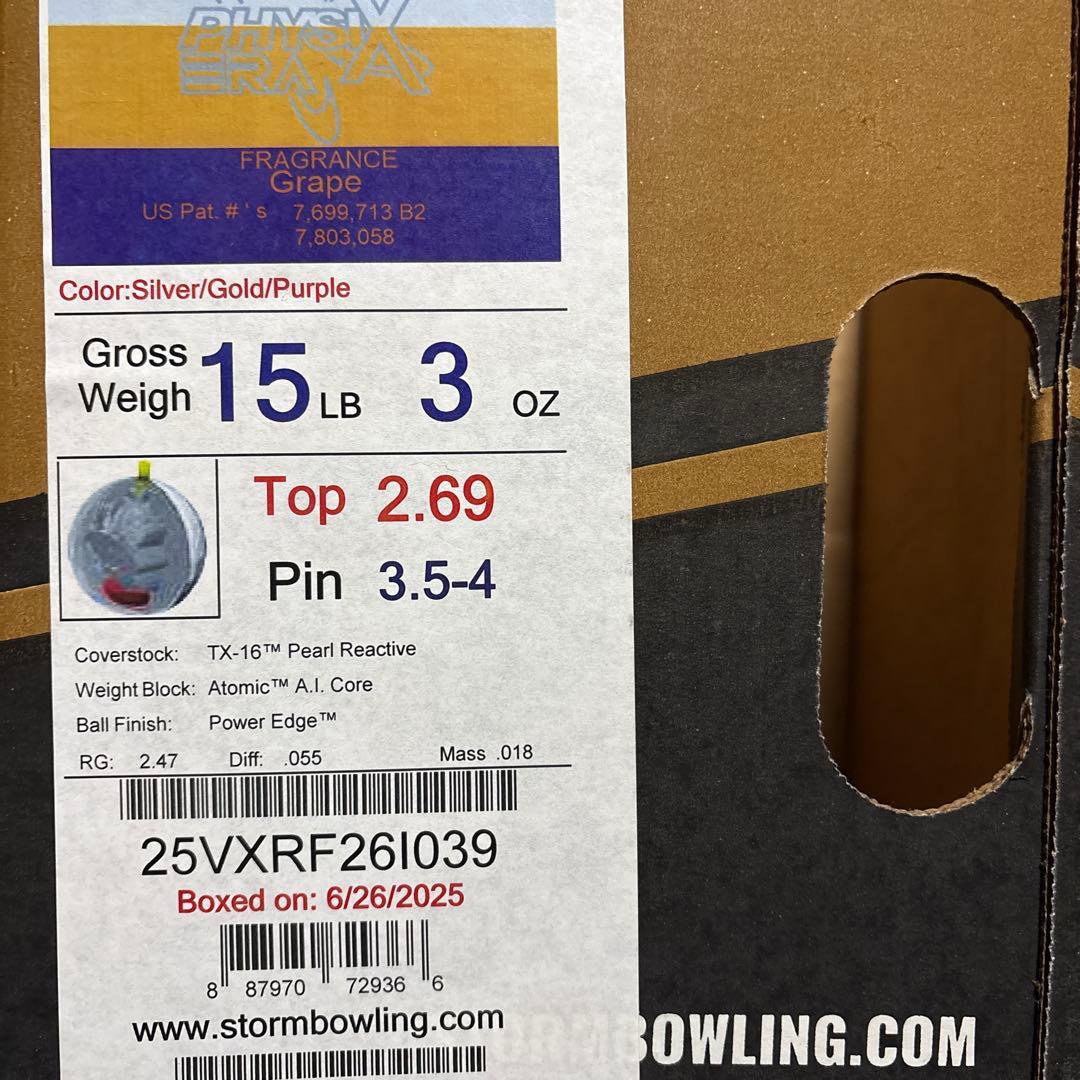 PHYSIX
ERA
FRAGRANCE
Grape
US Pat. # ' s 7,699,713 B2
7,803,058
Color:Silver/Gold/Purple
Gross
Weigh 15 LB 3 OZ
Top 2.69
Pin 3.5-4
Coverstock: TX-16™ Pearl Reactive
Weight Block: Atomic™ A.I. Core
Ball Finish: Power Edge™
RG: 2.47 Diff: .055 Mass .018
25VXRF26I039
Boxed on: 6/26/2025
8 87970 72936 6
www.stormbowling.com
ORMBOWLING.COM